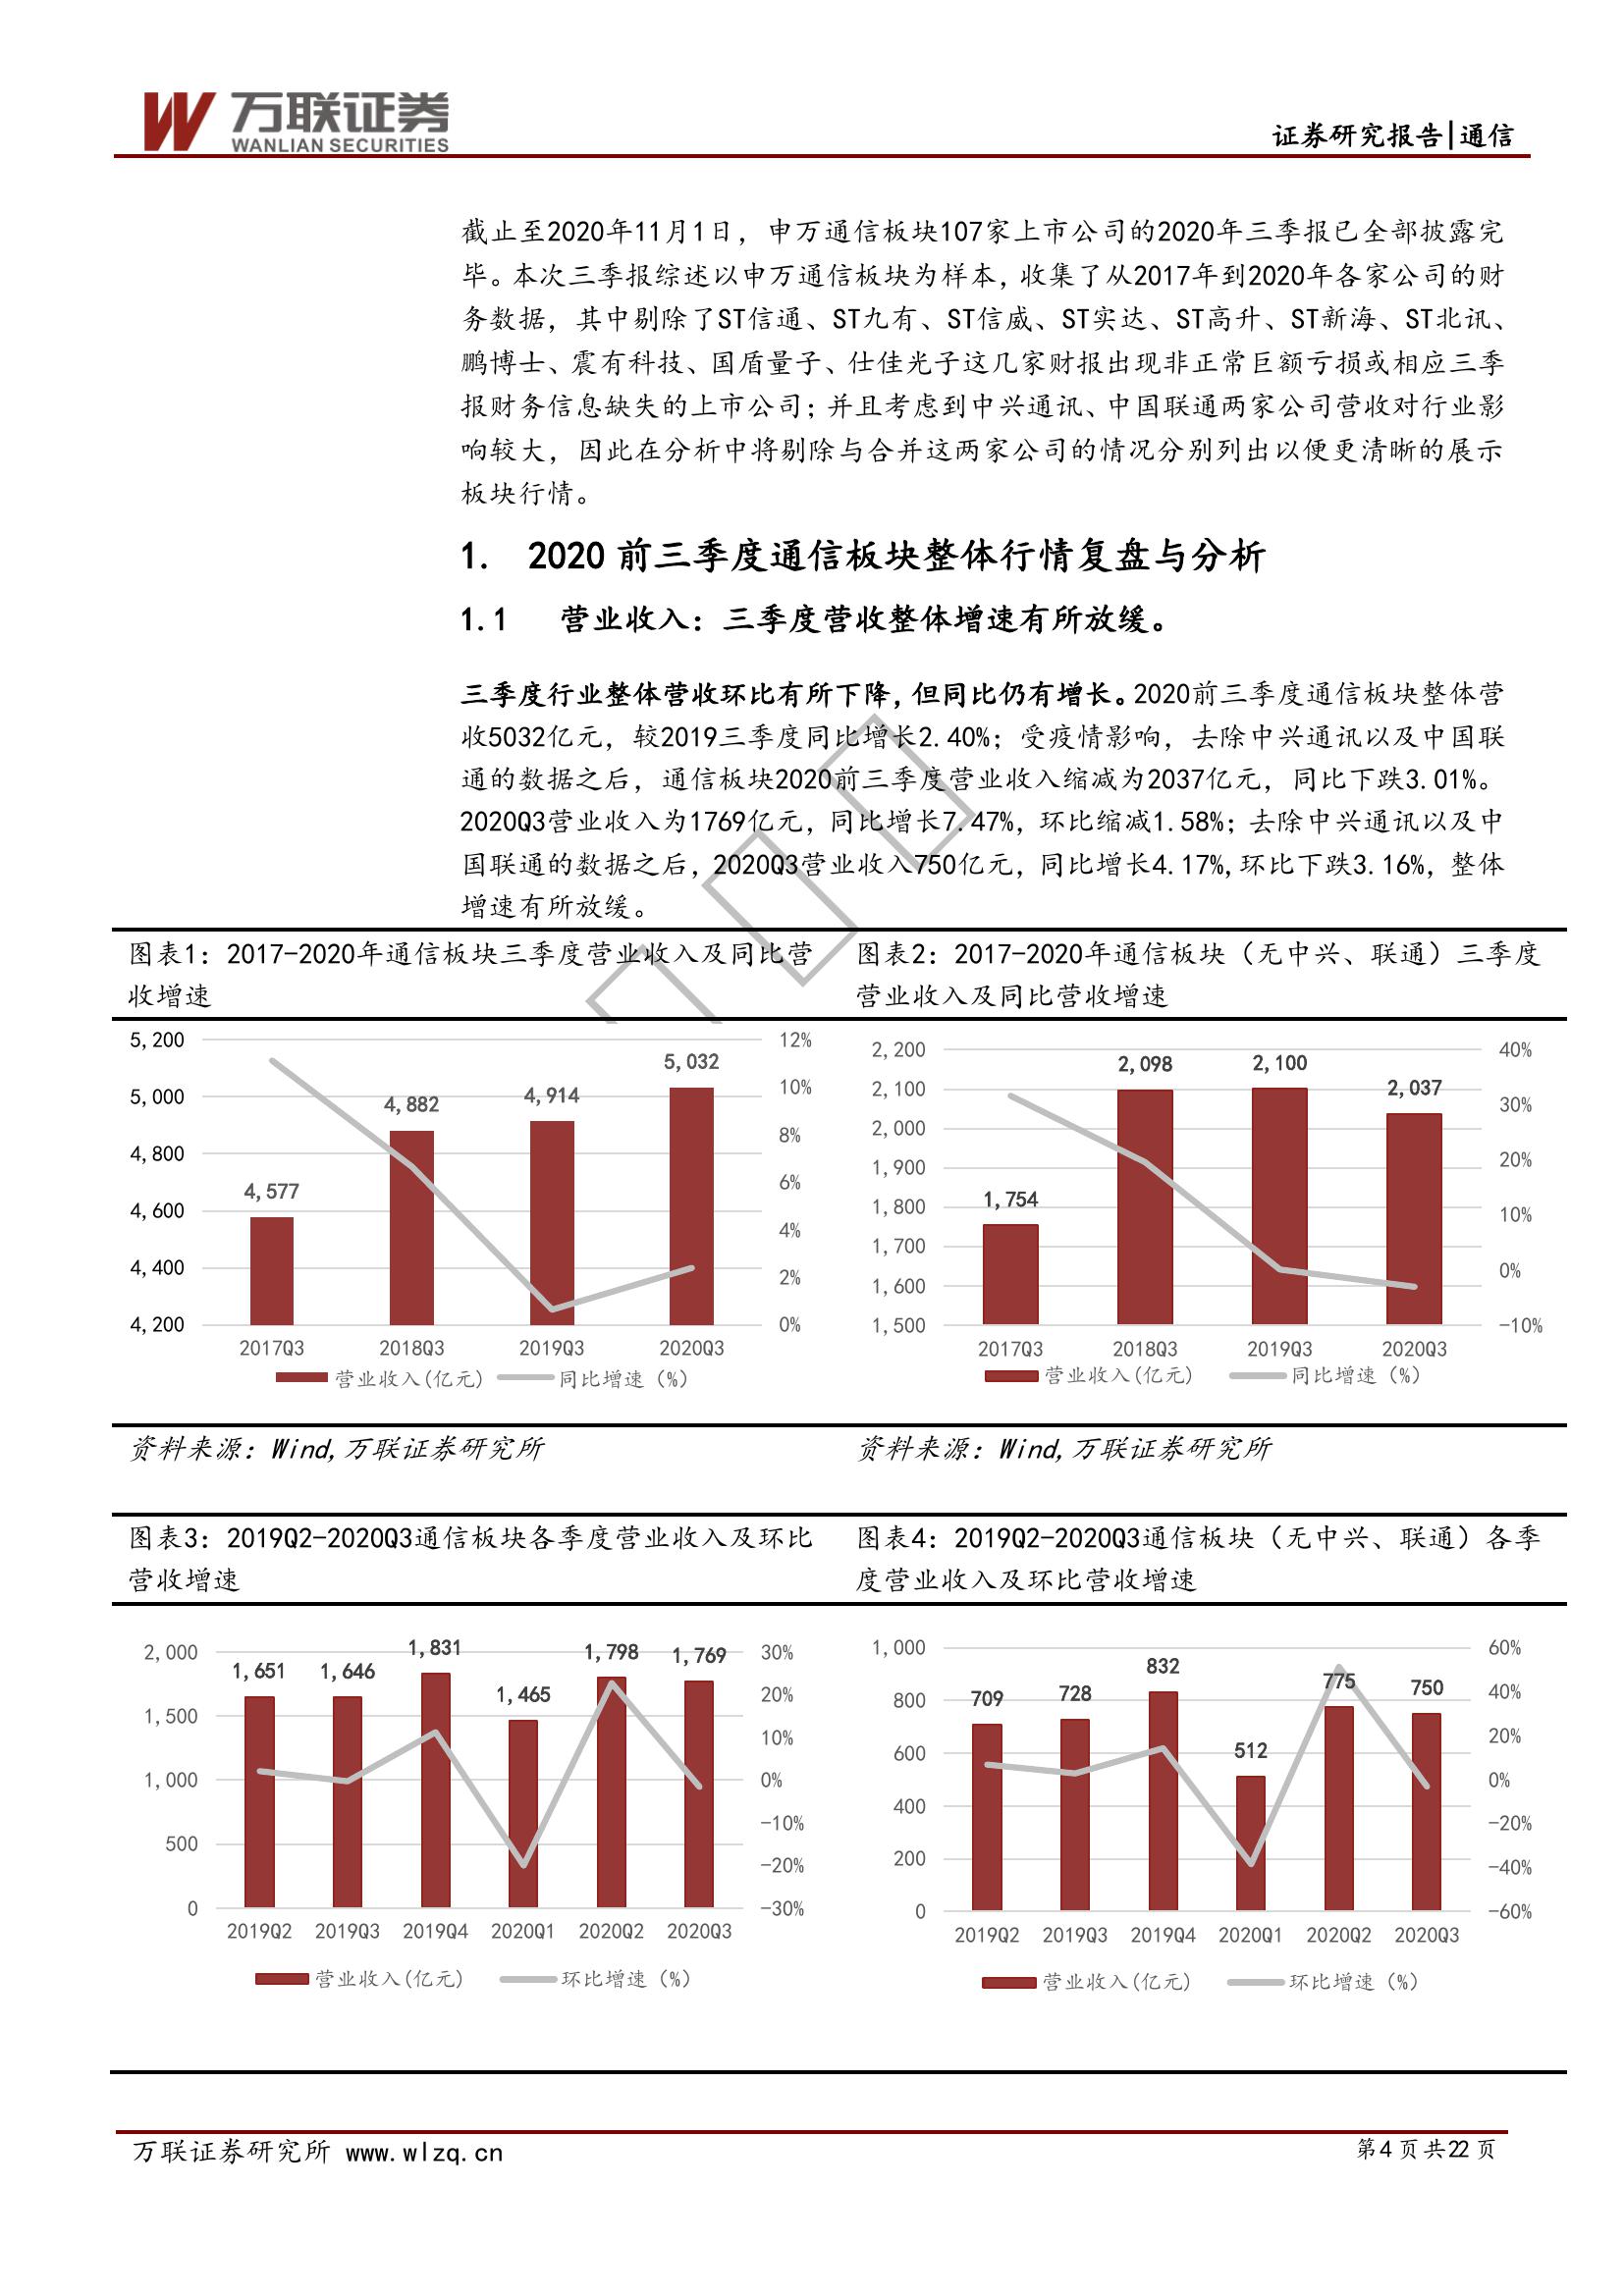 万联证券
WANLIAN SECURITIES
证券研究报告|通信
截止至2020年11月1日，申万通信板块107家上市公司的2020年三季报已全部披露完
毕。本次三季报综述以申万通信板块为样本，收集了从2017年到2020年各家公司的财
务数据，其中剔除了ST信通、ST九有、ST信威、ST实达、ST高升、ST新海、ST北讯、
鹏博士、震有科技、国盾量子、仕佳光子这几家财报出现非正常巨额亏损或相应三季
报财务信息缺失的上市公司；并且考虑到中兴通讯、中国联通两家公司营收对行业影
响较大，因此在分析中将剔除与合并这两家公司的情况分别列出以便更清晰的展示
板块行情。
1. 2020 前三季度通信板块整体行情复盘与分析
1.1 营业收入：三季度营收整体增速有所放缓。
三季度行业整体营收环比有所下降，但同比仍有增长。2020前三季度通信板块整体营
收5032亿元，较2019三季度同比增长2.40%；受疫情影响，去除中兴通讯以及中国联
通的数据之后，通信板块2020前三季度营业收入缩减为2037亿元，同比下跌3.01%。
2020Q3营业收入为1769亿元，同比增长7.47%，环比缩减1.58%；去除中兴通讯以及中
国联通的数据之后，2020Q3营业收入750亿元，同比增长4.17%,环比下跌3.16%，整体
增速有所放缓。
图表1：2017-2020年通信板块三季度营业收入及同比营
收增速
5,200
5,000
4,800
4,600
4,400
4,200
4,577
4,882
4,914
5,032
12%
10%
8%
6%
4%
2%
0%
2017Q3 2018Q3 2019Q3 2020Q3
营业收入(亿元) 同比增速（%）
资料来源：Wind,万联证券研究所
图表2：2017-2020年通信板块（无中兴、联通）三季度
营业收入及同比营收增速
2,200
2,100
2,000
1,900
1,800
1,700
1,600
1,500
1,754
2,098
2,100
2,037
40%
30%
20%
10%
0%
-10%
2017Q3 2018Q3 2019Q3 2020Q3
营业收入(亿元) 同比增速（%）
资料来源：Wind,万联证券研究所
图表3：2019Q2-2020Q3通信板块各季度营业收入及环比
营收增速
2,000
1,500
1,000
500
0
1,651
1,646
1,831
1,465
1,798
1,769
30%
20%
10%
0%
-10%
-20%
-30%
2019Q2 2019Q3 2019Q4 2020Q1 2020Q2 2020Q3
营业收入(亿元) 环比增速（%）
图表4：2019Q2-2020Q3通信板块（无中兴、联通）各季
度营业收入及环比营收增速
1,000
800
600
400
200
0
709
728
832
512
775
750
60%
40%
20%
0%
-20%
-40%
-60%
2019Q2 2019Q3 2019Q4 2020Q1 2020Q2 2020Q3
营业收入(亿元) 环比增速（%）
万联证券研究所 www.wlzq.cn
第4 页共22 页